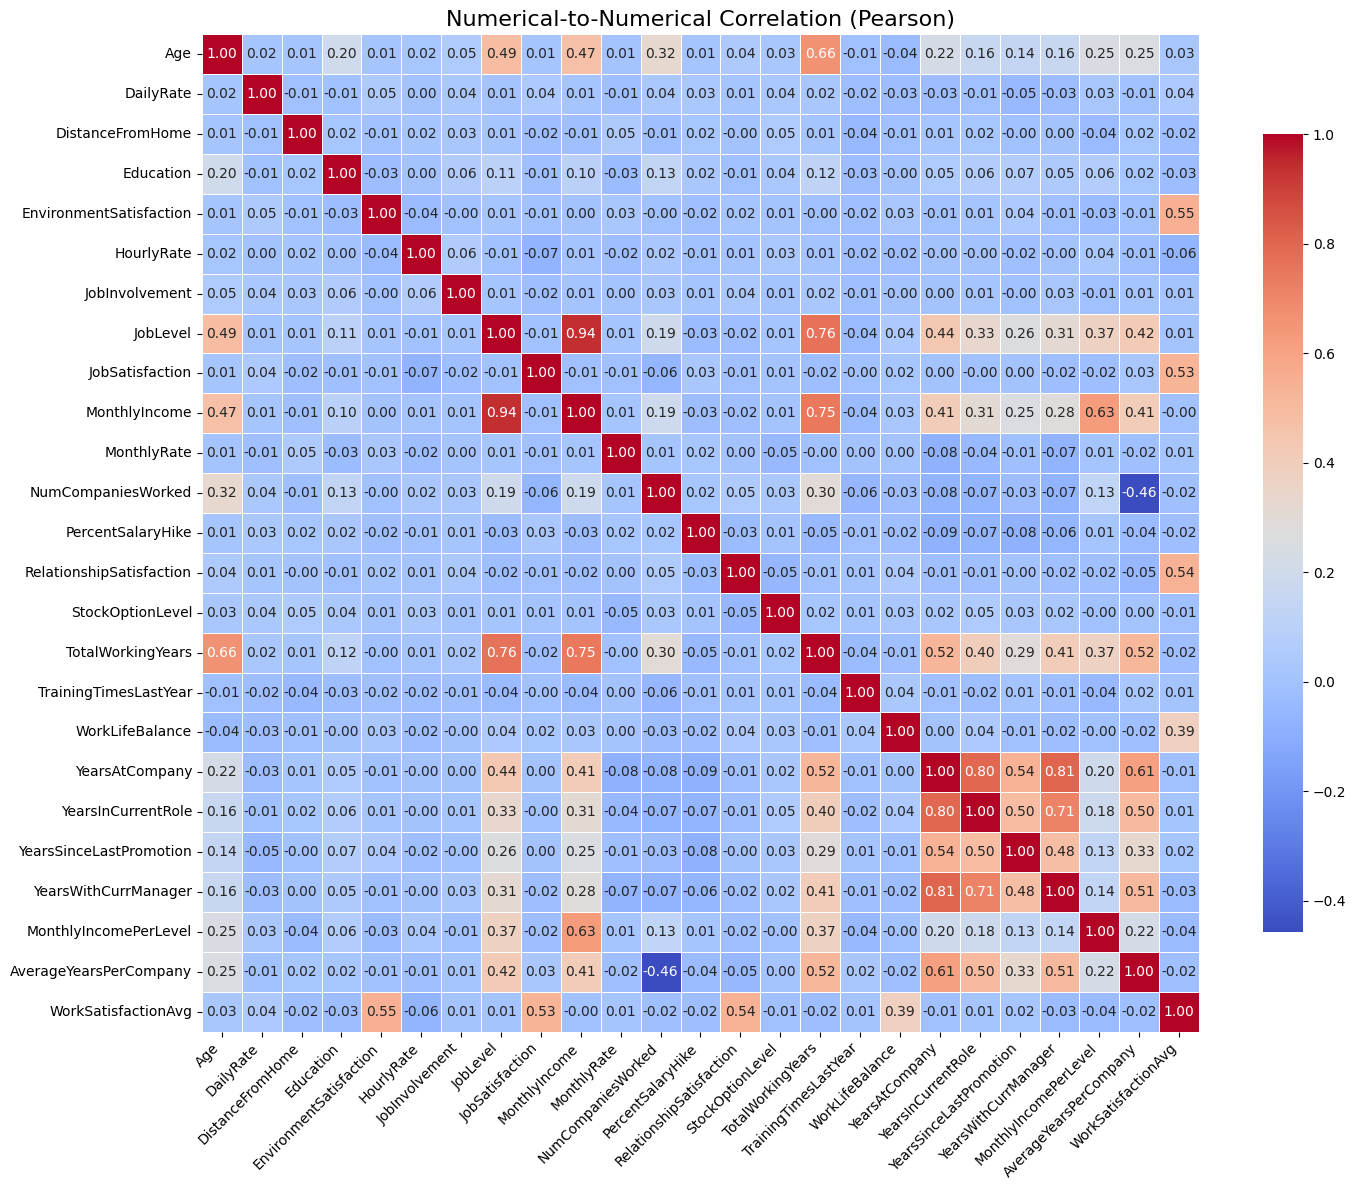 Numerical-to-Numerical Correlation (Pearson)
Age 1.00 0.02 0.01 0.20 0.01 0.02 0.05 0.49 0.01 0.47 0.01 0.32 0.01 0.04 0.03 0.66 -0.01 -0.04 0.22 0.16 0.14 0.16 0.25 0.25 0.03
DailyRate 0.02 1.00 -0.01 -0.01 0.05 0.00 0.04 0.01 0.04 0.01 -0.01 0.04 0.03 0.01 0.04 0.02 -0.02 -0.03 -0.03 -0.01 -0.05 -0.03 0.03 -0.01 0.04
DistanceFromHome 0.01 -0.01 1.00 0.02 -0.01 0.02 0.03 0.01 -0.02 -0.01 0.05 -0.01 0.02 -0.00 0.05 0.01 -0.04 -0.01 0.01 0.02 -0.00 0.00 -0.04 0.02 -0.02
Education 0.20 -0.01 0.02 1.00 -0.03 0.00 0.06 0.11 -0.01 0.10 -0.03 0.13 0.02 -0.01 0.04 0.12 -0.03 -0.00 0.05 0.06 0.07 0.05 0.06 0.02 -0.03
EnvironmentSatisfaction 0.01 0.05 -0.01 -0.03 1.00 -0.04 -0.00 0.01 -0.01 0.00 0.03 -0.00 -0.02 0.02 0.01 -0.00 -0.02 0.03 -0.01 0.01 0.04 -0.01 -0.03 -0.01 0.55
HourlyRate 0.02 0.00 0.02 0.00 -0.04 1.00 0.06 -0.01 -0.07 0.01 -0.02 0.02 -0.01 0.01 0.03 0.01 -0.02 -0.02 -0.00 -0.00 -0.02 -0.00 0.04 -0.01 -0.06
JobInvolvement 0.05 0.04 0.03 0.06 -0.00 0.06 1.00 0.01 -0.02 0.01 0.00 0.03 0.01 0.04 0.01 0.02 -0.01 -0.00 0.00 0.01 -0.00 0.03 -0.01 0.01 0.01
JobLevel 0.49 0.01 0.01 0.11 0.01 -0.01 0.01 1.00 -0.01 0.94 0.01 0.19 -0.03 -0.02 0.01 0.76 -0.04 0.04 0.44 0.33 0.26 0.31 0.37 0.42 0.01
JobSatisfaction 0.01 0.04 -0.02 -0.01 -0.01 -0.07 -0.02 -0.01 1.00 -0.01 -0.01 -0.06 0.03 -0.01 0.01 -0.02 -0.00 0.02 0.00 -0.00 0.00 -0.02 -0.02 0.03 0.53
MonthlyIncome 0.47 0.01 -0.01 0.10 0.00 0.01 0.01 0.94 -0.01 1.00 0.01 0.19 -0.03 -0.02 0.01 0.75 -0.04 0.03 0.41 0.31 0.25 0.28 0.63 0.41 -0.00
MonthlyRate 0.01 -0.01 0.05 -0.03 0.03 -0.02 0.00 0.01 -0.01 0.01 1.00 0.01 0.02 0.00 -0.05 -0.00 0.00 0.00 -0.08 -0.04 -0.01 -0.07 0.01 -0.02 0.01
NumCompaniesWorked 0.32 0.04 -0.01 0.13 -0.00 0.02 0.03 0.19 -0.06 0.19 0.01 1.00 0.02 0.05 0.03 0.30 -0.06 -0.03 -0.08 -0.07 -0.03 -0.07 0.13 -0.46 -0.02
PercentSalaryHike 0.01 0.03 0.02 0.02 -0.02 -0.01 0.01 -0.03 0.03 -0.03 0.02 0.02 1.00 -0.03 0.01 -0.05 -0.01 -0.02 -0.09 -0.07 -0.08 -0.06 0.01 -0.04 -0.02
RelationshipSatisfaction 0.04 0.01 -0.00 -0.01 0.02 0.01 0.04 -0.02 -0.01 -0.02 0.00 0.05 -0.03 1.00 -0.05 -0.01 0.01 0.04 -0.01 -0.01 -0.00 -0.02 -0.02 -0.05 0.54
StockOptionLevel 0.03 0.04 0.05 0.04 0.01 0.03 0.01 0.01 0.01 0.01 -0.05 0.03 0.01 -0.05 1.00 0.02 0.01 0.03 0.02 0.05 0.03 0.02 -0.00 0.00 -0.01
TotalWorkingYears 0.66 0.02 0.01 0.12 -0.00 0.01 0.02 0.76 -0.02 0.75 -0.00 0.30 -0.05 -0.01 0.02 1.00 -0.04 -0.01 0.52 0.40 0.29 0.41 0.37 0.52 -0.02
TrainingTimesLastYear -0.01 -0.02 -0.04 -0.03 -0.02 -0.02 -0.01 -0.04 -0.00 -0.04 0.00 -0.06 -0.01 0.01 0.01 -0.04 1.00 0.04 -0.01 -0.02 0.01 -0.01 -0.04 0.02 0.01
WorkLifeBalance -0.04 -0.03 -0.01 -0.00 0.03 -0.02 -0.00 0.04 0.02 0.03 0.00 -0.03 -0.02 0.04 0.03 -0.01 0.04 1.00 0.00 0.04 -0.01 -0.02 -0.00 -0.02 0.39
YearsAtCompany 0.22 -0.03 0.01 0.05 -0.01 -0.00 0.00 0.44 0.00 0.41 -0.08 -0.08 -0.09 -0.01 0.02 0.52 -0.01 0.00 1.00 0.80 0.54 0.81 0.20 0.61 -0.01
YearsInCurrentRole 0.16 -0.01 0.02 0.06 0.01 -0.00 0.01 0.33 -0.00 0.31 -0.04 -0.07 -0.07 -0.01 0.05 0.40 -0.02 0.04 0.80 1.00 0.50 0.71 0.18 0.50 0.01
YearsSinceLastPromotion 0.14 -0.05 -0.00 0.07 0.04 -0.02 -0.00 0.26 0.00 0.25 -0.01 -0.03 -0.08 -0.00 0.03 0.29 0.01 -0.01 0.54 0.50 1.00 0.48 0.13 0.33 0.02
YearsWithCurrManager 0.16 -0.03 0.00 0.05 -0.01 -0.00 0.03 0.31 -0.02 0.28 -0.07 -0.07 -0.06 -0.02 0.02 0.41 -0.01 -0.02 0.81 0.71 0.48 1.00 0.14 0.51 -0.03
MonthlyIncomePerLevel 0.25 0.03 -0.04 0.06 -0.03 0.04 -0.01 0.37 -0.02 0.63 0.01 0.13 0.01 -0.02 -0.00 0.37 -0.04 -0.00 0.20 0.18 0.13 0.14 1.00 0.22 -0.04
AverageYearsPerCompany 0.25 -0.01 0.02 0.02 -0.01 -0.01 0.01 0.42 0.03 0.41 -0.02 -0.46 -0.04 -0.05 0.00 0.52 0.02 -0.02 0.61 0.50 0.33 0.51 0.22 1.00 -0.02
WorkSatisfactionAvg 0.03 0.04 -0.02 -0.03 0.55 -0.06 0.01 0.01 0.53 -0.00 0.01 -0.02 -0.02 0.54 -0.01 -0.02 0.01 0.39 -0.01 0.01 0.02 -0.03 -0.04 -0.02 1.00
Age
DailyRate
DistanceFromHome
Education
EnvironmentSatisfaction
HourlyRate
JobInvolvement
JobLevel
JobSatisfaction
MonthlyIncome
MonthlyRate
NumCompaniesWorked
PercentSalaryHike
RelationshipSatisfaction
StockOptionLevel
TotalWorkingYears
TrainingTimesLastYear
WorkLifeBalance
YearsAtCompany
YearsInCurrentRole
YearsSinceLastPromotion
YearsWithCurrManager
MonthlyIncomePerLevel
AverageYearsPerCompany
WorkSatisfactionAvg
1.0
0.8
0.6
0.4
0.2
0.0
−0.2
−0.4